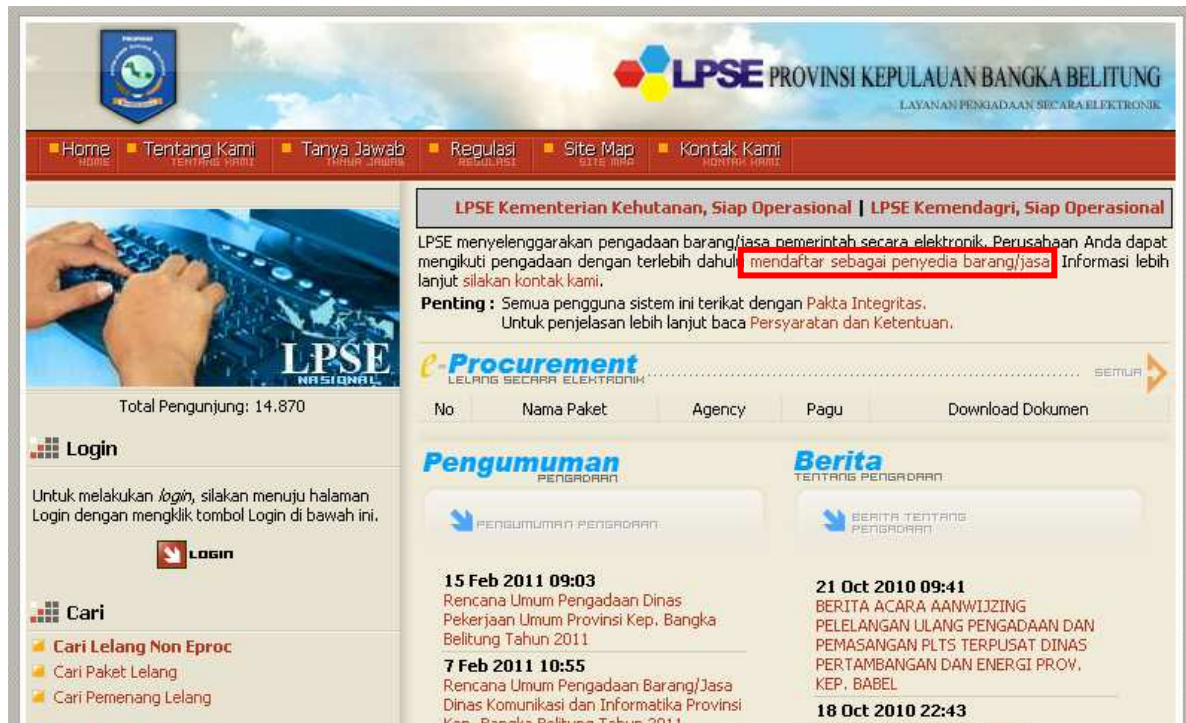 PROPINSI
LPSE PROVINSI KEPULAUAN BANGKA BELITUNG
LAYANAN PENGADAAN SECARA ELEKTRONIK
Home
HOME
Tentang Kami
TENTANG KAMI
Tanya Jawab
TANYA JAWAB
Regulasi
REGULASI
Site Map
SITE MAP
Kontak Kami
KONTAK KAMI
LPSE NASIONAL
Total Pengunjung: 14.870
Login
Untuk melakukan login, silakan menuju halaman
Login dengan mengklik tombol Login di bawah ini.
LOGIN
Cari
Cari Lelang Non Eproc
Cari Paket Lelang
Cari Pemenang Lelang
LPSE Kementerian Kehutanan, Siap Operasional | LPSE Kemendagri, Siap Operasional
LPSE menyelenggarakan pengadaan barang/jasa pemerintah secara elektronik. Perusahaan Anda dapat
mengikuti pengadaan dengan terlebih dahulu mendaftar sebagai penyedia barang/jasa Informasi lebih
lanjut silakan kontak kami.
Penting : Semua pengguna sistem ini terikat dengan Pakta Integritas.
Untuk penjelasan lebih lanjut baca Persyaratan dan Ketentuan.
e-Procurement
LELANG SECARA ELEKTRONIK
SEMUA
No Nama Paket Agency Pagu Download Dokumen
Pengumuman
PENGADAAN
PENGUMUMAN PENGADAAN
15 Feb 2011 09:03
Rencana Umum Pengadaan Dinas
Pekerjaan Umum Provinsi Kep. Bangka
Belitung Tahun 2011
7 Feb 2011 10:55
Rencana Umum Pengadaan Barang/Jasa
Dinas Komunikasi dan Informatika Provinsi
Kep. Bangka Belitung Tahun 2011
Berita
TENTANG PENGADAAN
BERITA TENTANG
PENGADAAN
21 Oct 2010 09:41
BERITA ACARA AANWIJZING
PELELANGAN ULANG PENGADAAN DAN
PEMASANGAN PLTS TERPUSAT DINAS
PERTAMBANGAN DAN ENERGI PROV.
KEP. BABEL
18 Oct 2010 22:43